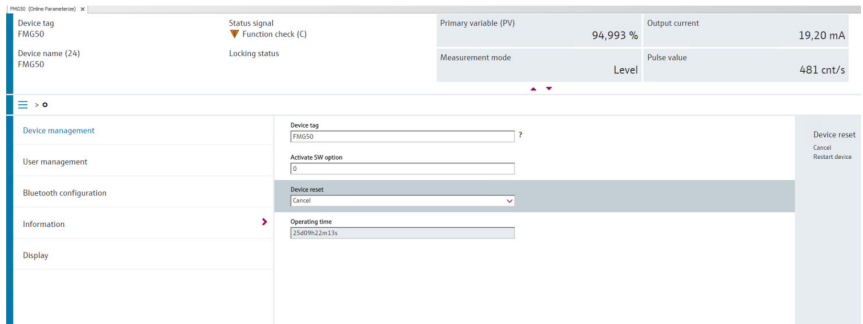 FMG50 (Online Parameterize) X
Device tag
FMG50
Status signal
Function check (C)
Primary variable (PV)
94,993 %
Output current
19,20 mA
Device name (24)
FMG50
Locking status
Measurement mode
Level
Pulse value
481 cnt/s
>
Device management
User management
Bluetooth configuration
Information
Display
Device tag
FMG50
?
Activate SW option
0
Device reset
Cancel
Operating time
25d09h22m13s
Device reset
Cancel
Restart device